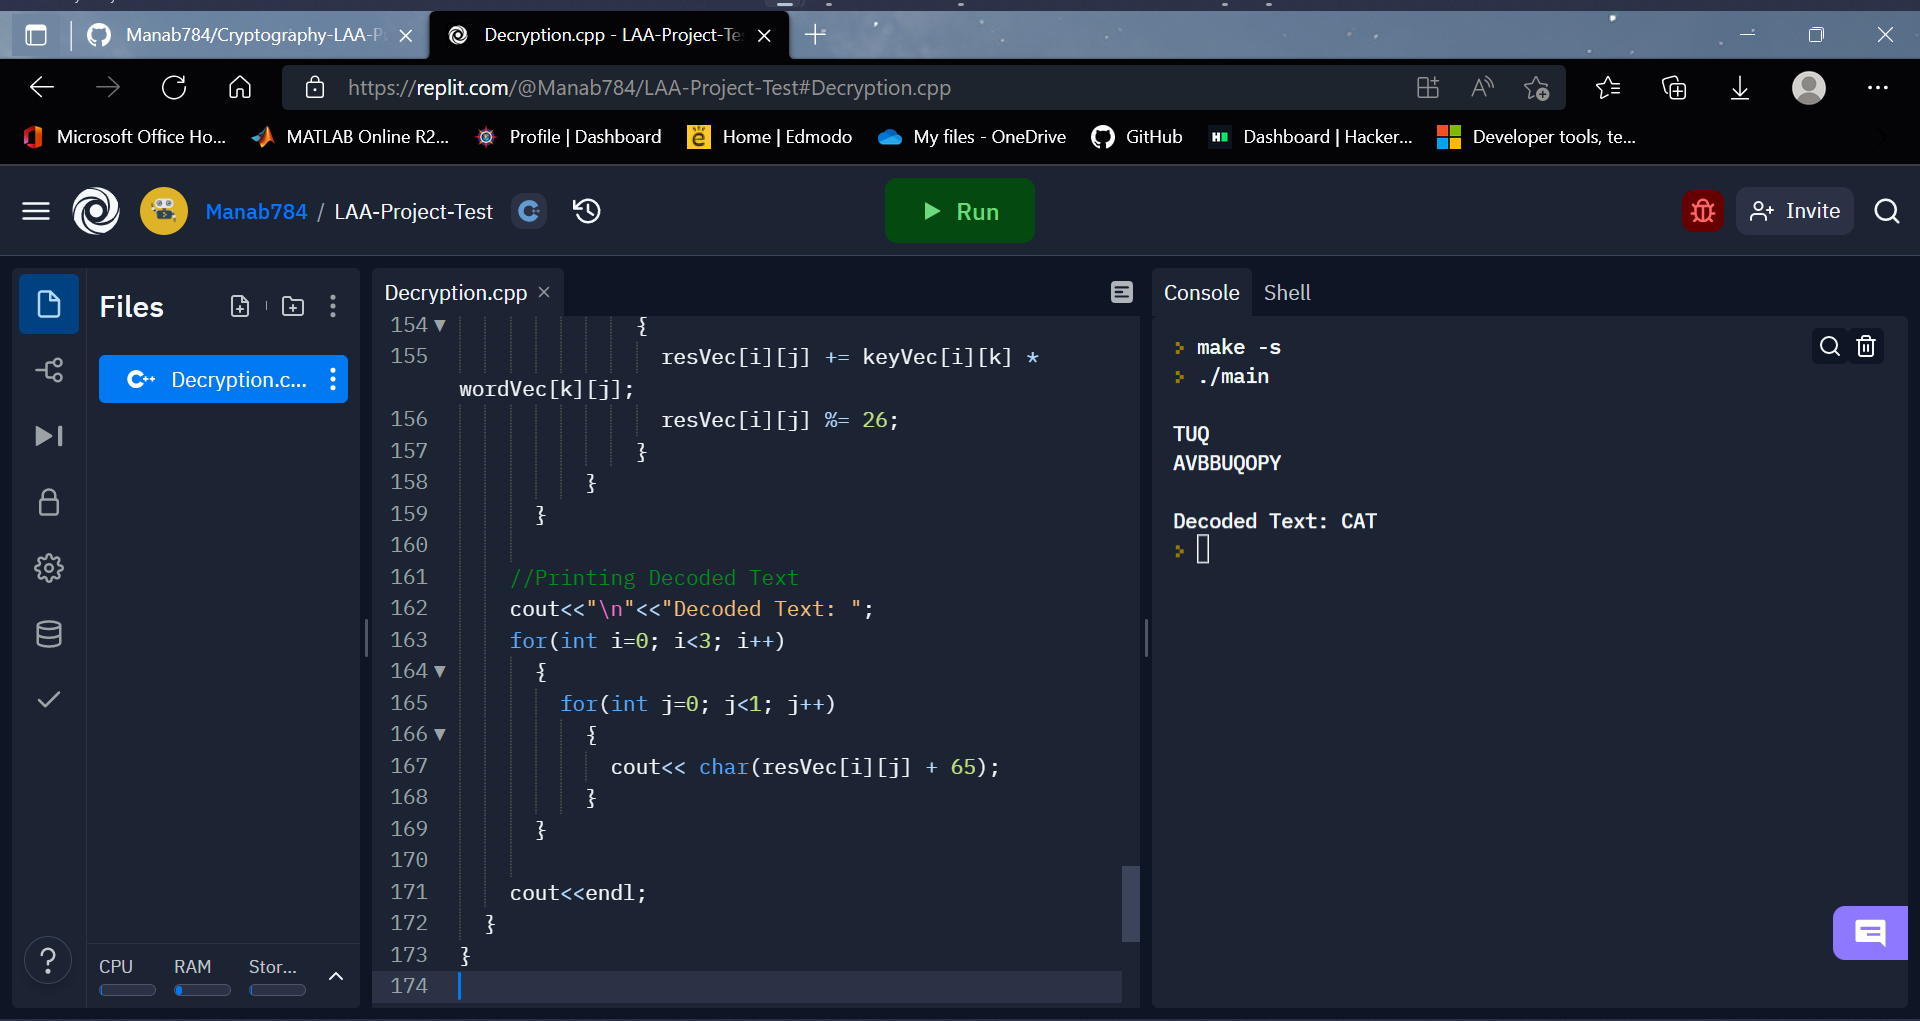 Manab784/Cryptography-LAA-P
Decryption.cpp - LAA-Project-Te
https://replit.com/@Manab784/LAA-Project-Test#Decryption.cpp
Microsoft Office Ho...
MATLAB Online R2...
Profile | Dashboard
Home | Edmodo
My files - OneDrive
GitHub
Dashboard | Hacker...
Developer tools, te...
Manab784 / LAA-Project-Test
Run
Invite
Files
Decryption.c...
CPU
RAM
Stor...
Decryption.cpp
154 {
155 resVec[i][j] += keyVec[i][k] *
wordVec[k][j];
156 resVec[i][j] %= 26;
157 }
158 }
159 }
160
161 //Printing Decoded Text
162 cout<<"\n"<<"Decoded Text: ";
163 for(int i=0; i<3; i++)
164 {
165 for(int j=0; j<1; j++)
166 {
167 cout<< char(resVec[i][j] + 65);
168 }
169 }
170
171 cout<<endl;
172 }
173 }
174
Console
Shell
> make -s
> ./main
TUQ
AVBBUQOPY
Decoded Text: CAT
>